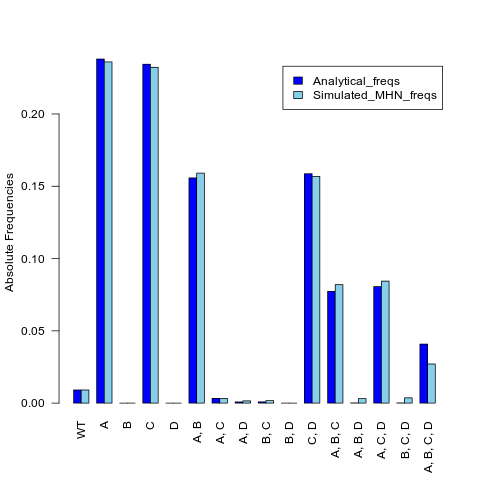 Analytical_freqs
Simulated_MHN_freqs
Absolute Frequencies
0.20
0.15
0.10
0.05
0.00
WT
A
B
C
D
A, B
A, C
A, D
B, C
B, D
C, D
A, B, C
A, B, D
A, C, D
B, C, D
A, B, C, D